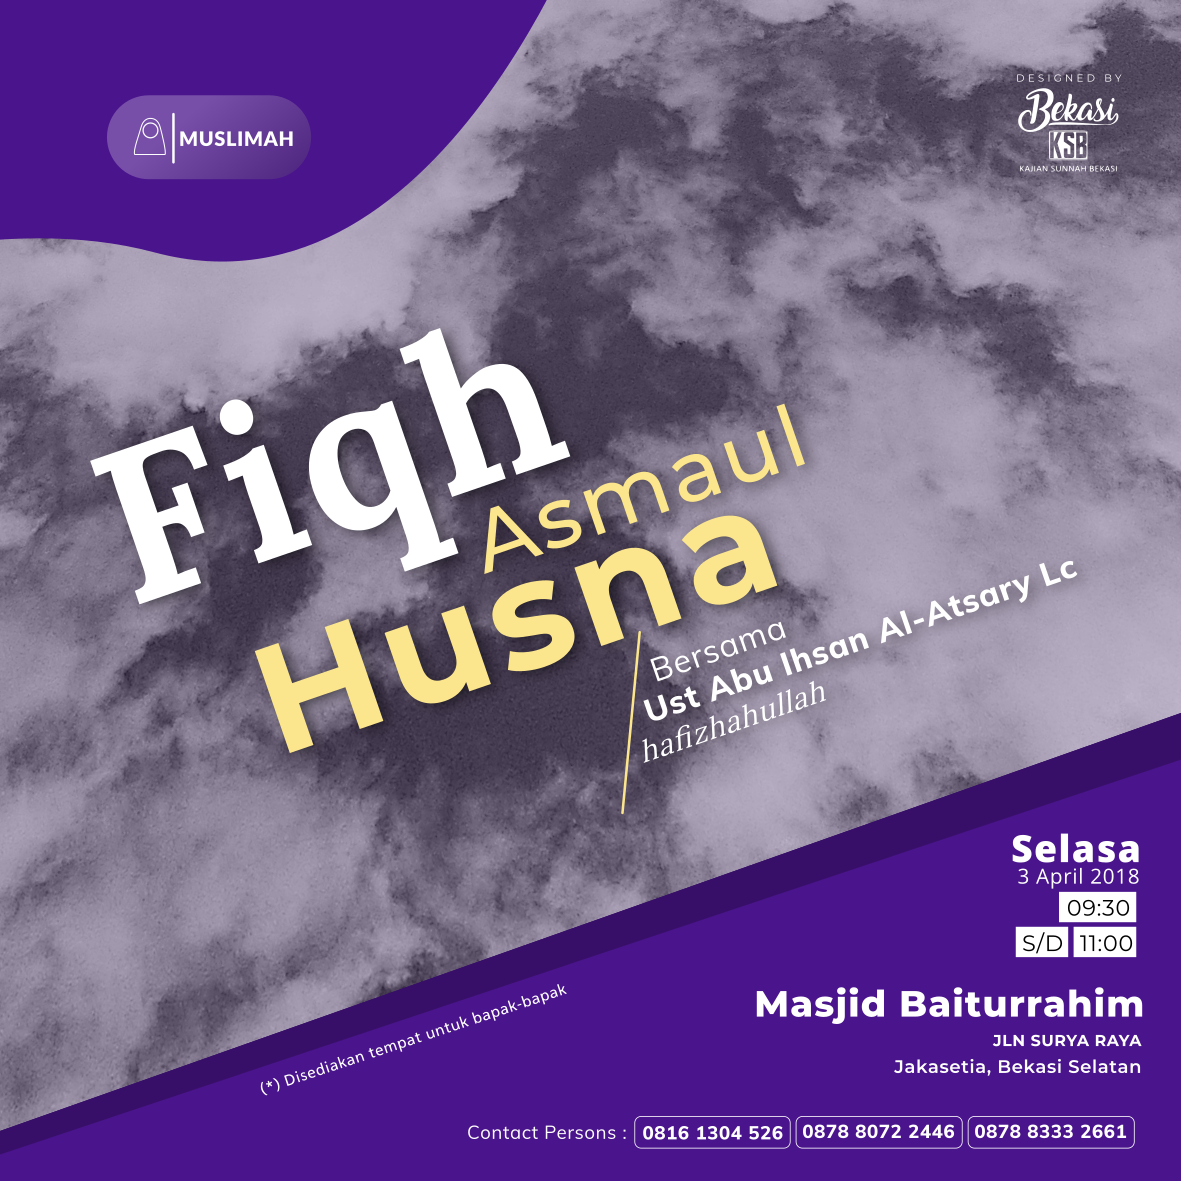 MUSLIMAH
DESIGNED BY
Bekasi
KSB
KAJIAN SUNNAH BEKASI
Fiqh
Asmaul
Husna
Bersama
Ust Abu Ihsan Al-Atsary Lc
hafizhahullah
Selasa
3 April 2018
09:30
S/D 11:00
Masjid Baiturrahim
JLN SURYA RAYA
Jakasetia, Bekasi Selatan
(*) Disediakan tempat untuk bapak-bapak
Contact Persons : 0816 1304 526 0878 8072 2446 0878 8333 2661